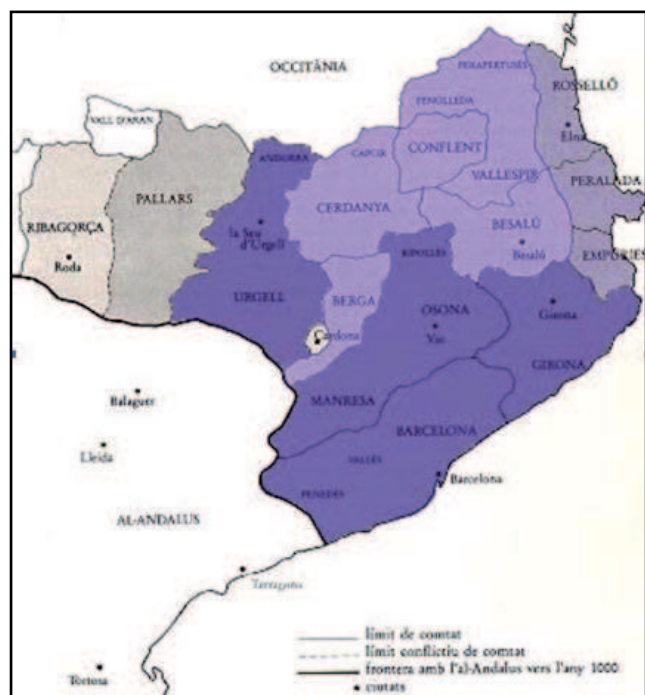 OCCITÀNIA
PERAPERTUSÈS
ROSSELLÓ
FENOLLEDA
VALL D'ARAN
Elna
CONFLENT
CAPCIR
ANDORRA
VALLESPIR
PERALADA
PALLARS
CERDANYA
RIBAGORÇA
BESALÚ
la Seu
d'Urgell
RIPOLLÈS
Besalú
EMPÚRIES
Roda
URGELL
BERGA
OSONA
Girona
Cardona
Vic
GIRONA
Balaguer
MANRESA
BARCELONA
Lleida
VALLÈS
Barcelona
PENEDÈS
AL-ANDALUS
Tarragona
límit de comtat
límit conflictiu de comtat
frontera amb l'al-Andalus vers l'any 1000
ciutats
Tortosa